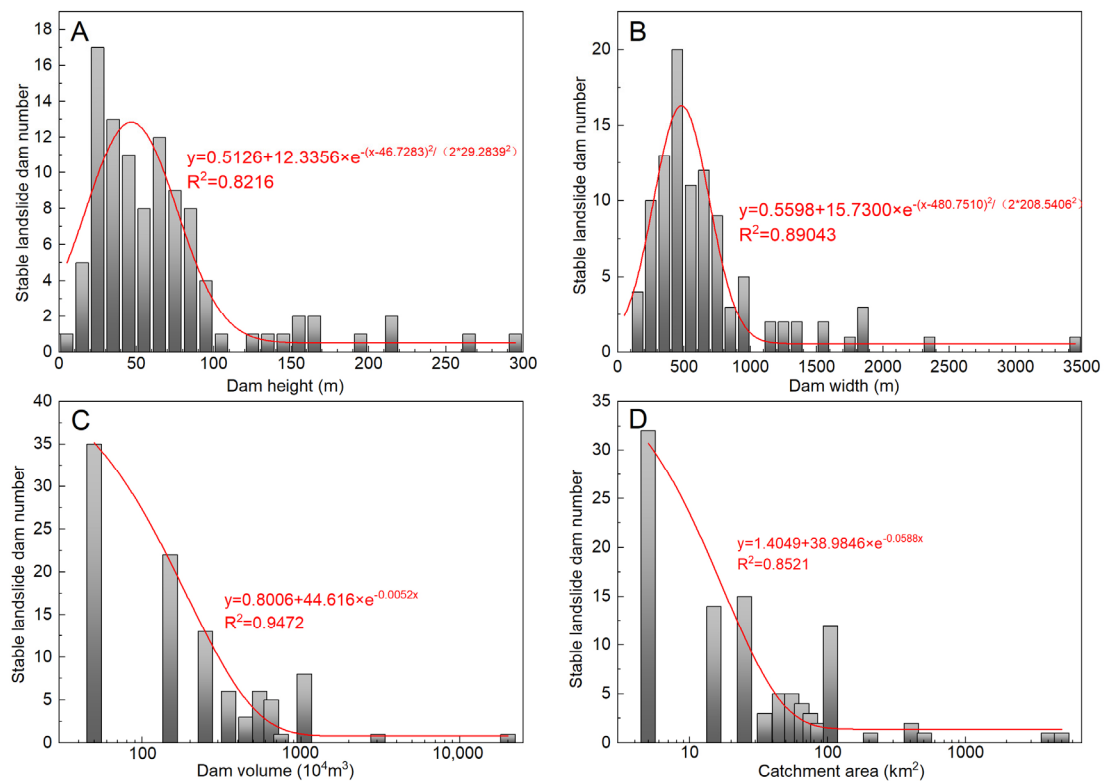 A
Stable landslide dam number
18
16
14
12
10
8
6
4
2
0
y=0.5126+12.3356×e^-(x-46.7283)²/（2*29.2839²）
R²=0.8216
0 50 100 150 200 250 300
Dam height (m)
B
Stable landslide dam number
20
15
10
5
0
y=0.5598+15.7300×e^-(x-480.7510)²/（2*208.5406²）
R²=0.89043
0 500 1000 1500 2000 2500 3000 3500
Dam width (m)
C
Stable landslide dam number
40
35
30
25
20
15
10
5
0
y=0.8006+44.616×e^-0.0052x
R²=0.9472
100 1000 10,000
Dam volume (10⁴m³)
D
Stable landslide dam number
35
30
25
20
15
10
5
0
y=1.4049+38.9846×e^-0.0588x
R²=0.8521
10 100 1000
Catchment area (km²)